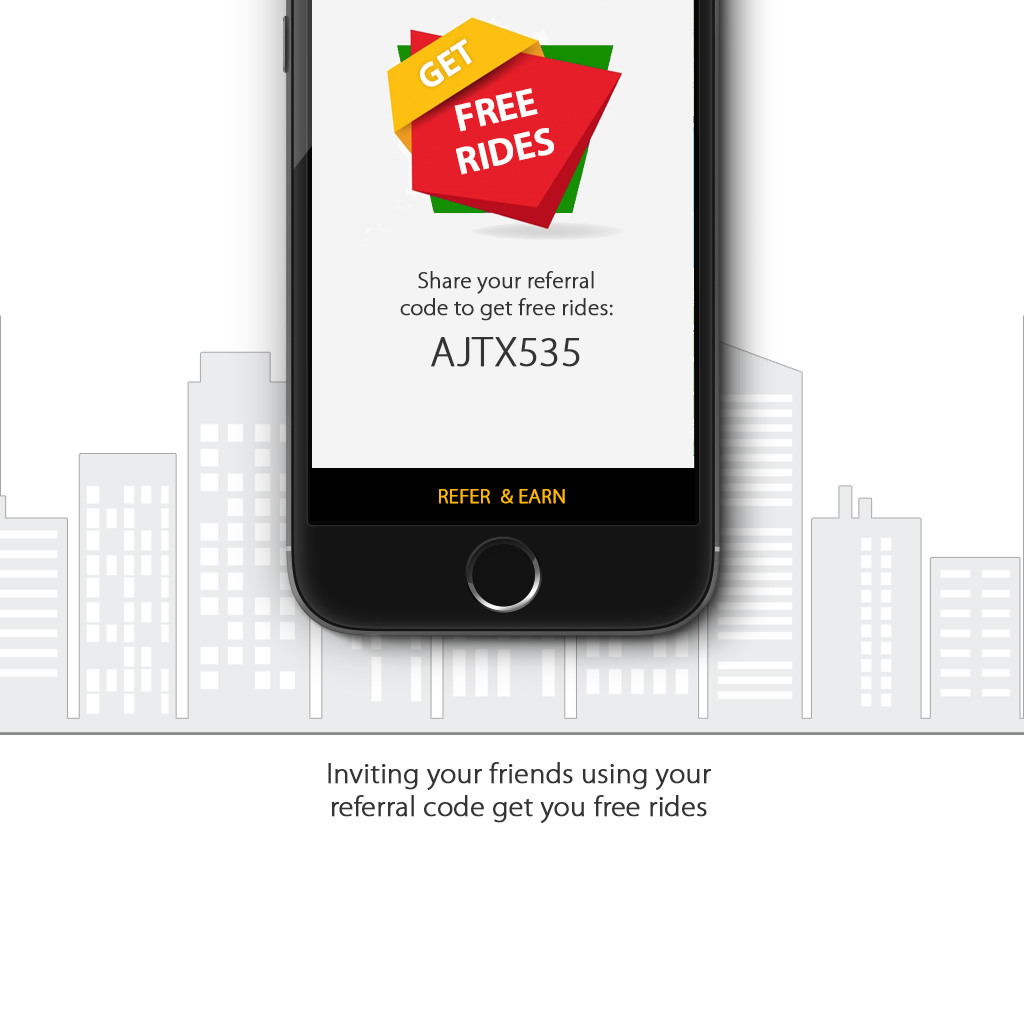 GET
FREE
RIDES
Share your referral
code to get free rides:
AJTX535
REFER & EARN
Inviting your friends using your
referral code get you free rides